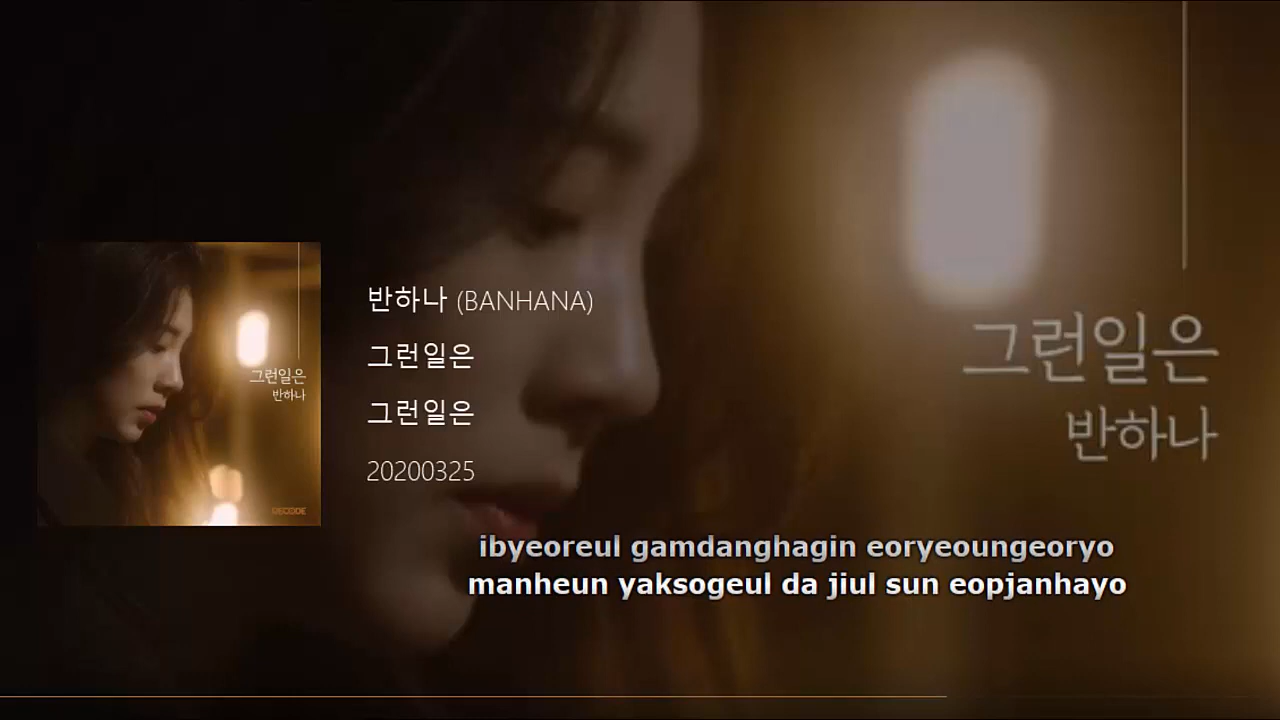 반하나 (BANHANA)
그런일은
그런일은
20200325
그런일은
반하나
그런일은
반하나
ibyeoreul gamdanghagin eoryeoungeoryo
manheun yaksogeul da jiul sun eopjanhayo